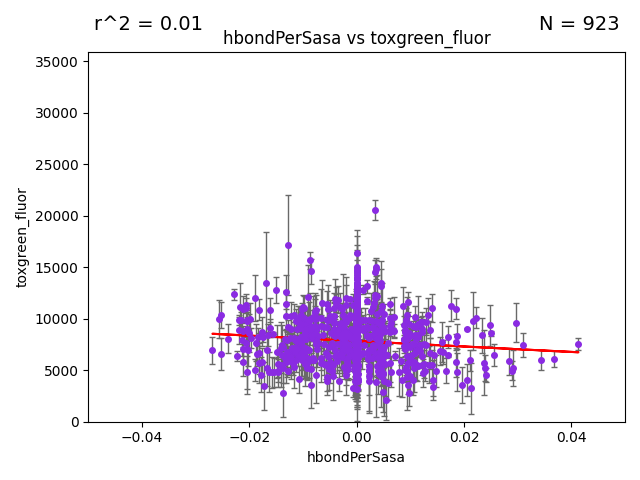 r^2 = 0.01
N = 923
hbondPerSasa vs toxgreen_fluor
35000
30000
25000
20000
15000
10000
5000
0
toxgreen_fluor
−0.04
−0.02
0.00
0.02
0.04
hbondPerSasa